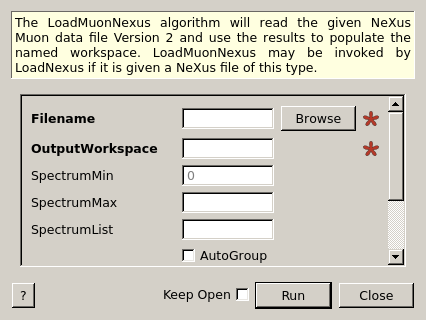 The LoadMuonNexus algorithm will read the given NeXus
Muon data file Version 2 and use the results to populate the
named workspace. LoadMuonNexus may be invoked by
LoadNexus if it is given a NeXus file of this type.
Filename Browse *
OutputWorkspace *
SpectrumMin 0
SpectrumMax
SpectrumList
AutoGroup
? Keep Open Run Close